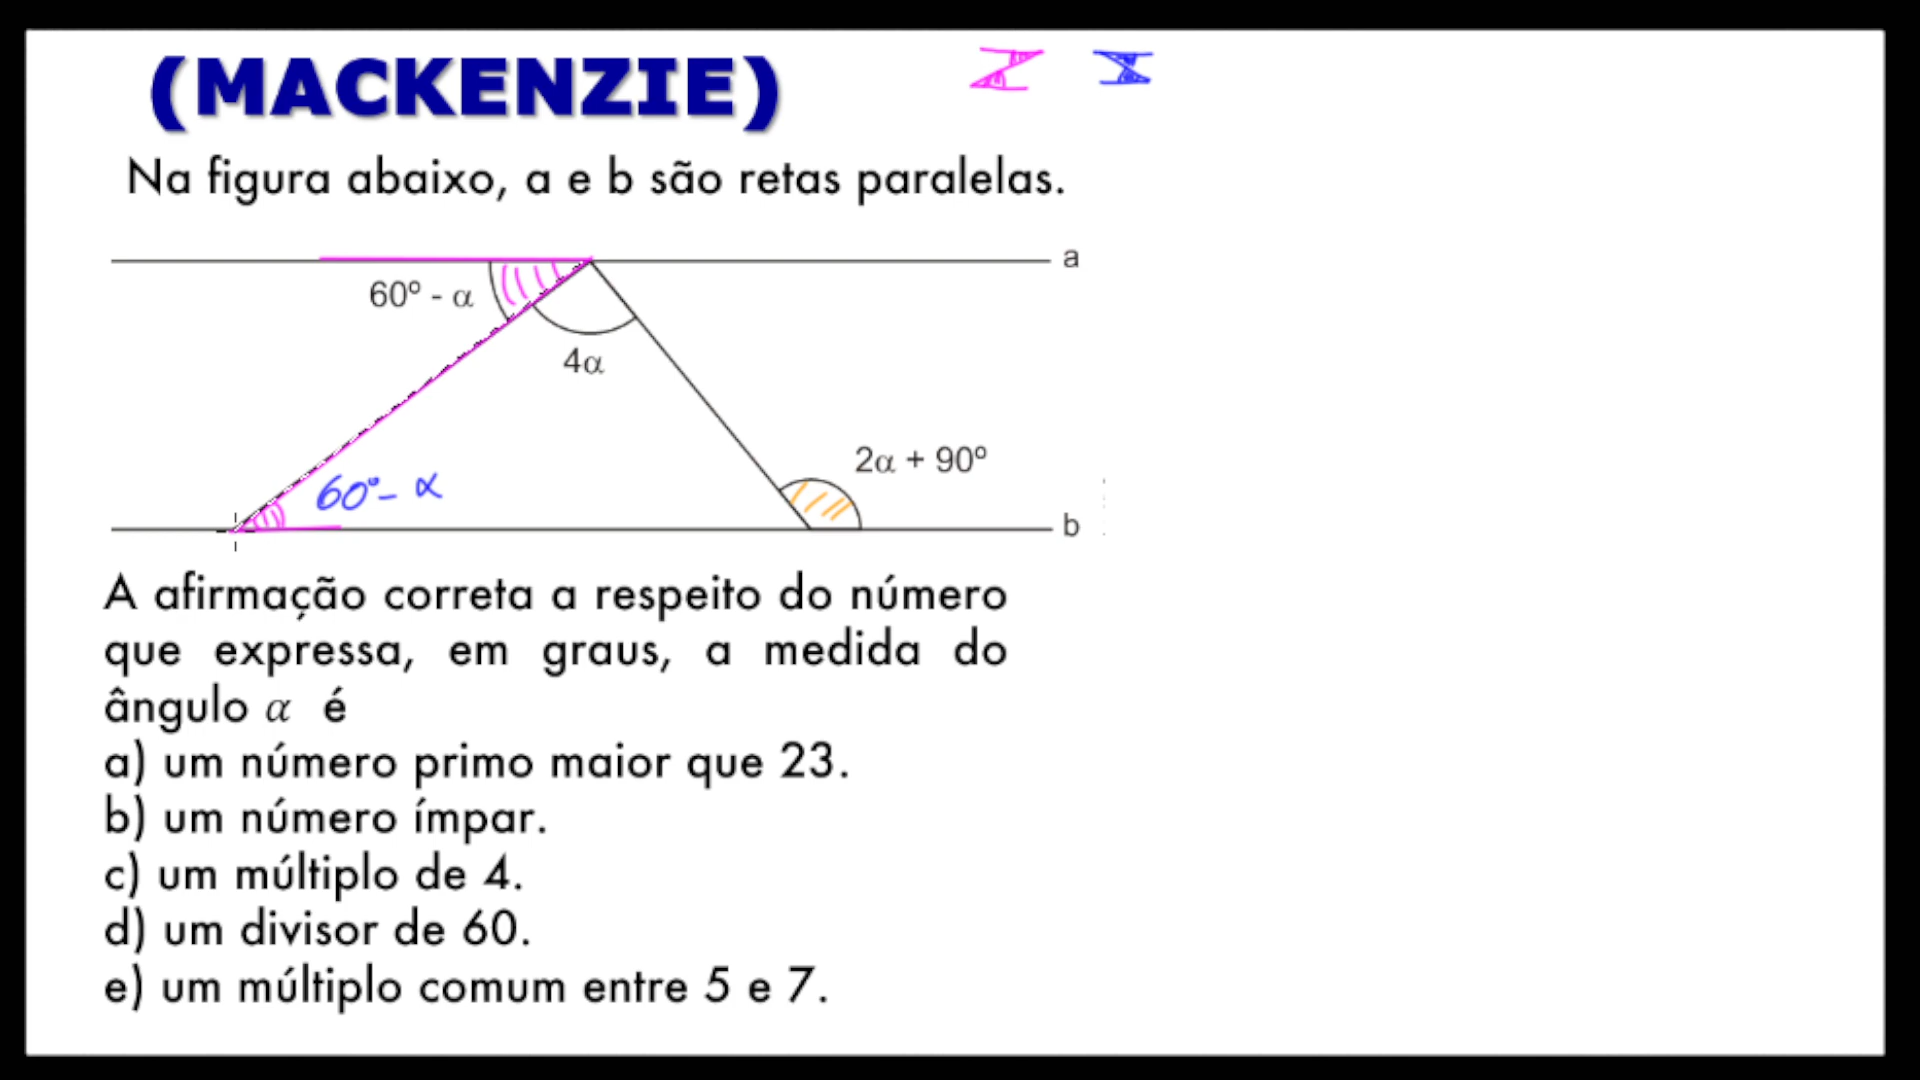 (MACKENZIE)
Na figura abaixo, a e b são retas paralelas.
a
60º - α
4α
2α + 90º
60° - α
b
A afirmação correta a respeito do número
que expressa, em graus, a medida do
ângulo α é
a) um número primo maior que 23.
b) um número ímpar.
c) um múltiplo de 4.
d) um divisor de 60.
e) um múltiplo comum entre 5 e 7.